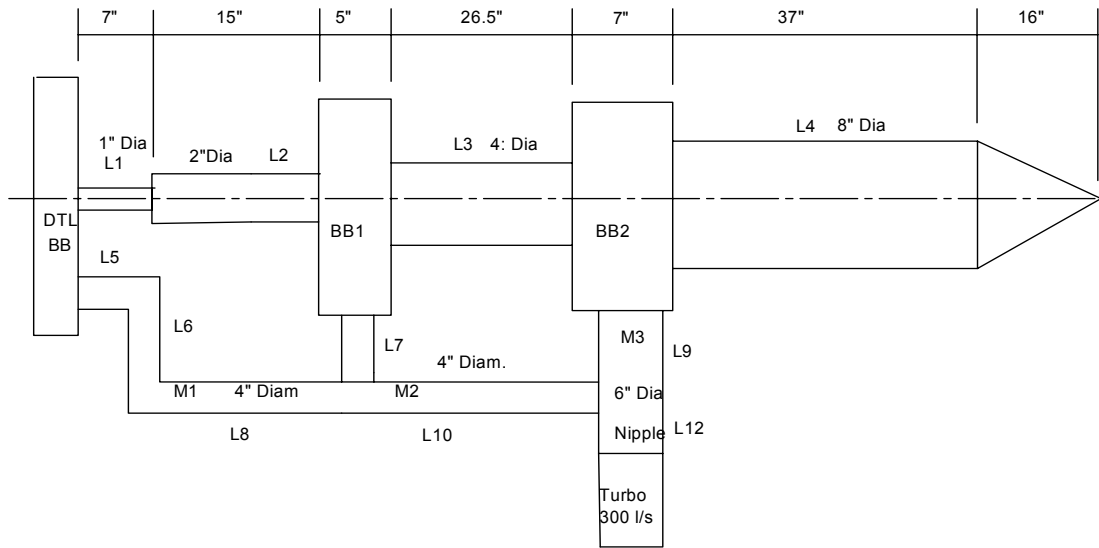 7" 15" 5" 26.5" 7" 37" 16"
1" Dia
L1
2"Dia L2
L3 4: Dia
L4 8" Dia
DTL
BB
BB1
BB2
L5
L6
L7
M3
L9
4" Diam.
M1 4" Diam
M2
6" Dia
L8
L10
Nipple
L12
Turbo
300 l/s